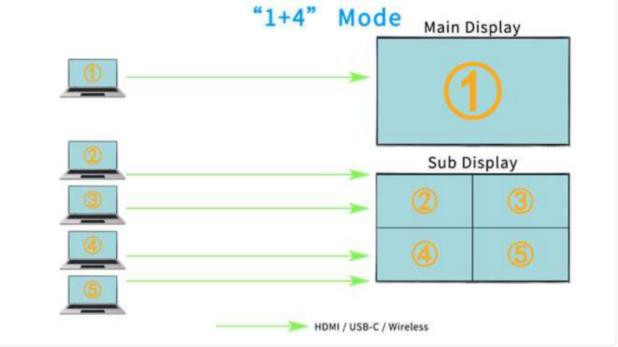 “1+4” Mode
Main Display
①
①
Sub Display
②
③
④
⑤
② ③
④ ⑤
HDMI / USB-C / Wireless